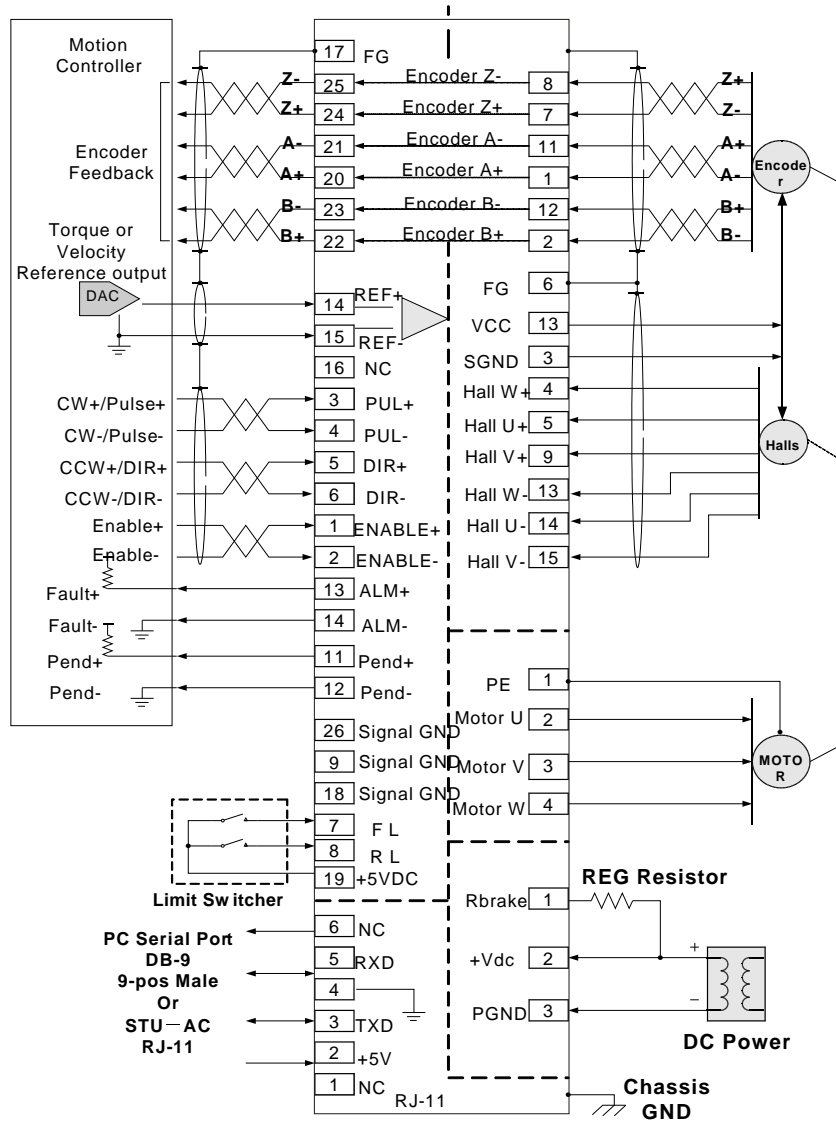 Motion
Controller
Encoder
Feedback
Torque or
Velocity
Reference output
DAC
CW+/Pulse+
CW-/Pulse-
CCW+/DIR+
CCW-/DIR-
Enable+
Enable-
Fault+
Fault-
Pend+
Pend-
Z-
Z+
A-
A+
B-
B+
17 FG
25 Encoder Z- 8
24 Encoder Z+ 7
21 Encoder A- 11
20 Encoder A+ 1
23 Encoder B- 12
22 Encoder B+ 2
14 REF+
15 REF-
16 NC
3 PUL+
4 PUL-
5 DIR+
6 DIR-
1 ENABLE+
2 ENABLE-
13 ALM+
14 ALM-
11 Pend+
12 Pend-
26 Signal GND
9 Signal GND
18 Signal GND
7 F L
8 R L
19 +5VDC
Limit Switcher
PC Serial Port
DB-9
9-pos Male
Or
STU—AC
RJ-11
6 NC
5 RXD
4
3 TXD
2 +5V
1 NC
RJ-11
Z+
Z-
A+
A-
B+
B-
Encode
r
FG 6
VCC 13
SGND 3
Hall W+ 4
Hall U+ 5
Hall V+ 9
Hall W- 13
Hall U- 14
Hall V- 15
Halls
PE 1
Motor U 2
Motor V 3
Motor W 4
MOTO
R
Rbrake 1
+Vdc 2
PGND 3
REG Resistor
+
–
DC Power
Chassis
GND